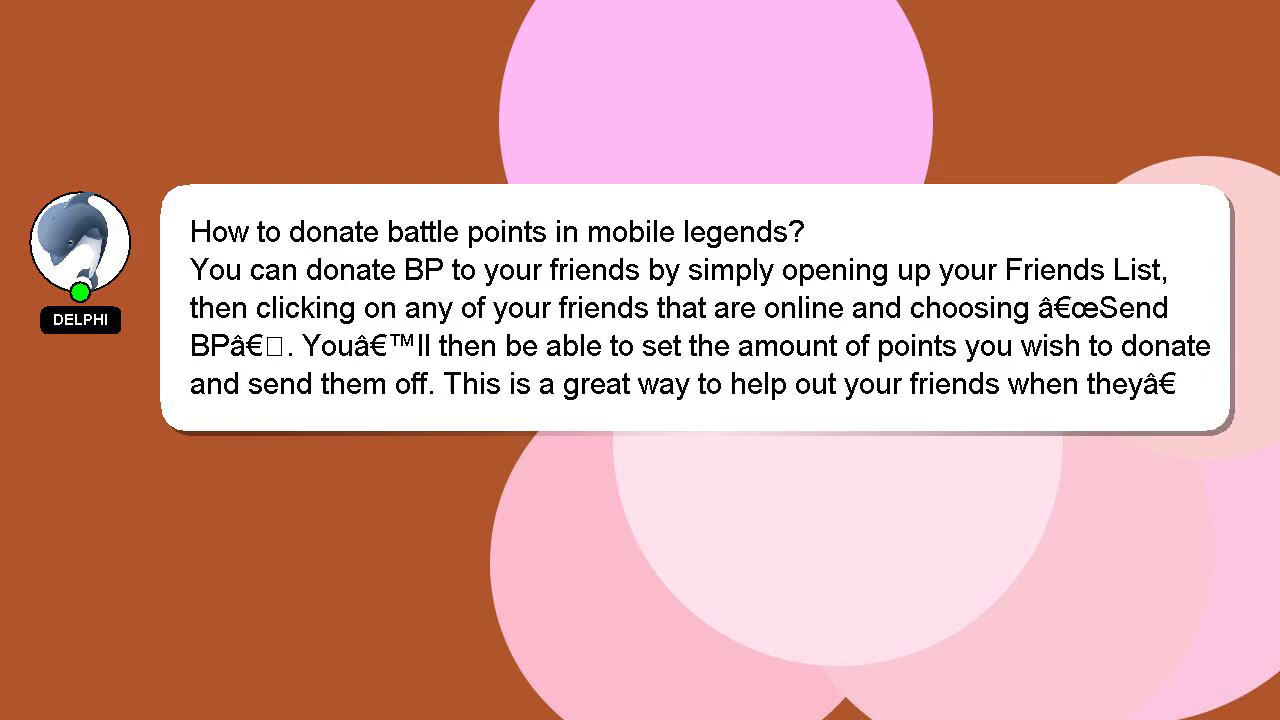 DELPHI
How to donate battle points in mobile legends?
You can donate BP to your friends by simply opening up your Friends List,
then clicking on any of your friends that are online and choosing â€œSend
BPâ€□. Youâ€™ll then be able to set the amount of points you wish to donate
and send them off. This is a great way to help out your friends when theyâ€